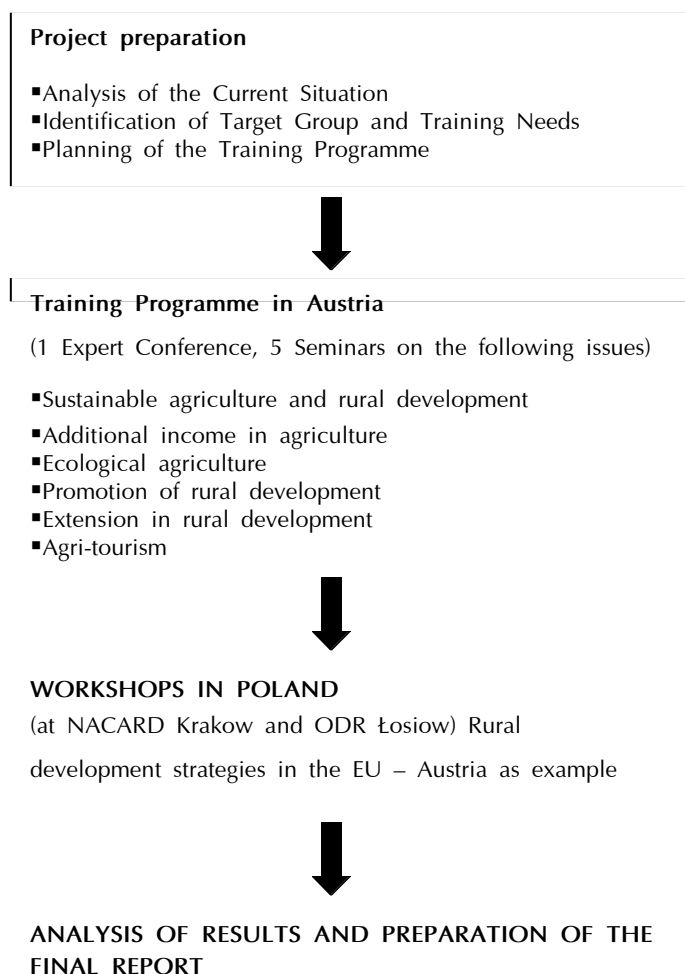 Project preparation
▪Analysis of the Current Situation
▪Identification of Target Group and Training Needs
▪Planning of the Training Programme
Training Programme in Austria
(1 Expert Conference, 5 Seminars on the following issues)
▪Sustainable agriculture and rural development
▪Additional income in agriculture
▪Ecological agriculture
▪Promotion of rural development
▪Extension in rural development
▪Agri-tourism
WORKSHOPS IN POLAND
(at NACARD Krakow and ODR Łosiow) Rural
development strategies in the EU – Austria as example
ANALYSIS OF RESULTS AND PREPARATION OF THE
FINAL REPORT